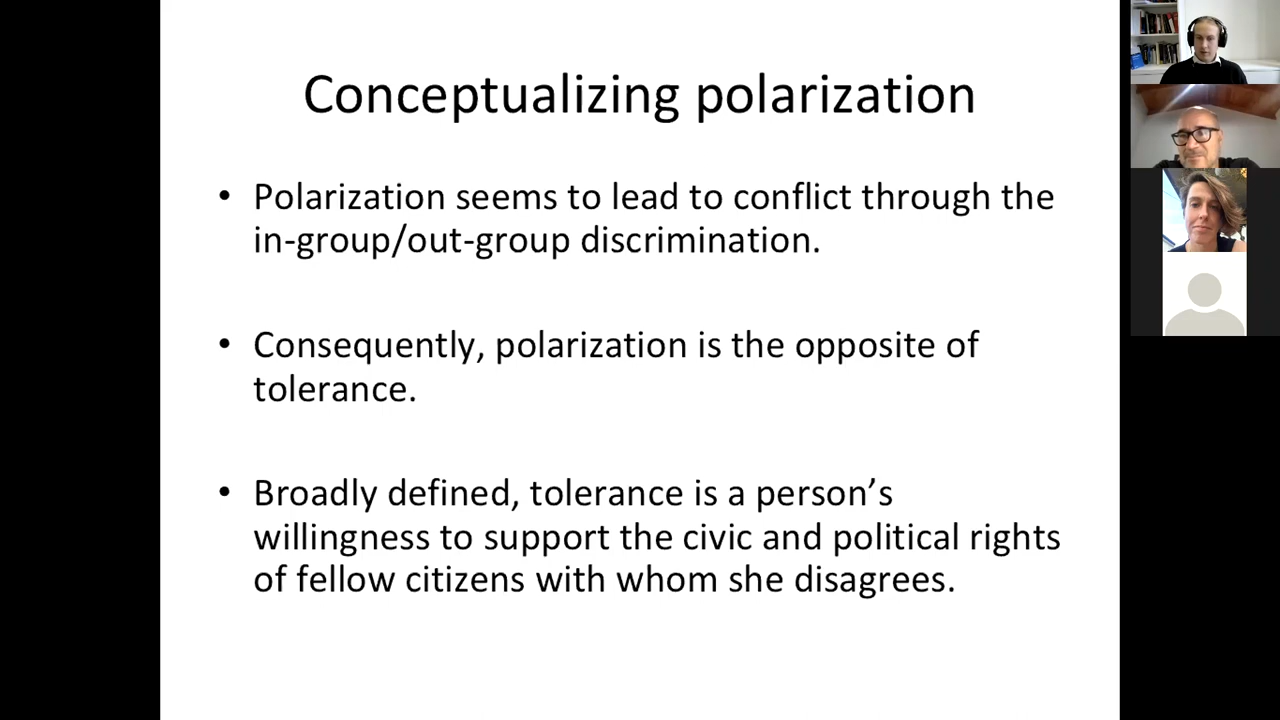 Conceptualizing polarization
• Polarization seems to lead to conflict through the
in-group/out-group discrimination.
• Consequently, polarization is the opposite of
tolerance.
• Broadly defined, tolerance is a person’s
willingness to support the civic and political rights
of fellow citizens with whom she disagrees.